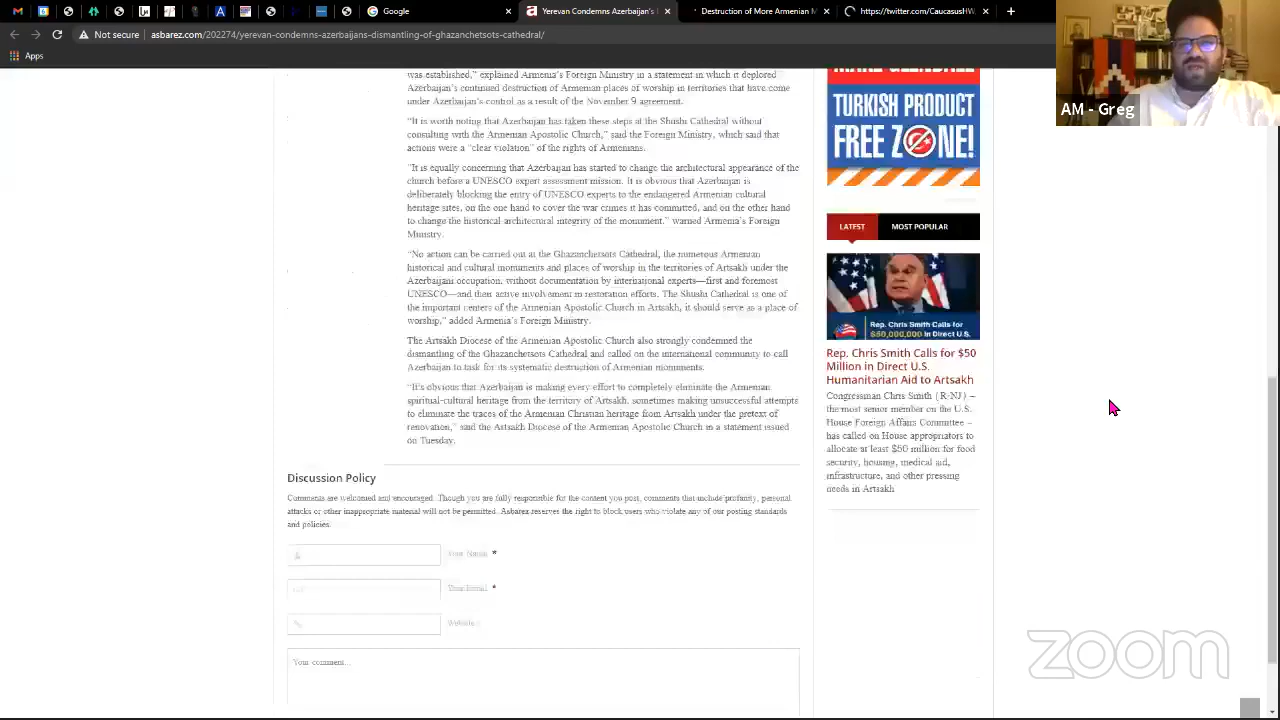 Google
Yerevan Condemns Azerbaijan's
Destruction of More Armenian M
https://twitter.com/CaucasusHW
Not secure | asbarez.com/202274/yerevan-condemns-azerbaijans-dismantling-of-ghazanchetsots-cathedral/
Apps
AM - Greg
was established,” explained Armenia's Foreign Ministry in a statement in which it deplored
Azerbaijan's continued destruction of Armenian places of worship in territories that have come
under Azerbaijan's control as a result of the November 9 agreement.
“It is worth noting that Azerbaijan has taken these steps at the Shushi Cathedral without
consulting with the Armenian Apostolic Church,” said the Foreign Ministry, which said that
actions were a “clear violation” of the rights of Armenians.
“It is equally concerning that Azerbaijan has started to change the architectural appearance of the
church before a UNESCO expert assessment mission. It is obvious that Azerbaijan is
deliberately blocking the entry of UNESCO experts to the endangered Armenian cultural
heritage sites, on the one hand to cover the war crimes it has committed, and on the other hand
to change the historical-architectural integrity of the monument.” warned Armenia's Foreign
Ministry.
“No action can be carried out at the Ghazanchetsots Cathedral, the numerous Armenian
historical and cultural monuments and places of worship in the territories of Artsakh under the
Azerbaijani occupation, without documentation by international experts—first and foremost
UNESCO—and their active involvement in restoration efforts. The Shushi Cathedral is one of
the important centers of the Armenian Apostolic Church in Artsakh, it should serve as a place of
worship,” added Armenia's Foreign Ministry.
The Artsakh Diocese of the Armenian Apostolic Church also strongly condemned the
dismantling of the Ghazanchetsots Cathedral and called on the international community to call
Azerbaijan to task for its systematic destruction of Armenian monuments.
“It's obvious that Azerbaijan is making every effort to completely eliminate the Armenian
spiritual-cultural heritage from the territory of Artsakh, sometimes making unsuccessful attempts
to eliminate the traces of the Armenian Christian heritage from Artsakh under the pretext of
renovation,” said the Artsakh Diocese of the Armenian Apostolic Church in a statement issued
on Tuesday.
Discussion Policy
Comments are welcomed and encouraged. Though you are fully responsible for the content you post, comments that include profanity, personal
attacks or other inappropriate material will not be permitted. Asbarez reserves the right to block users who violate any of our posting standards
and policies.
Your Name *
Your Email *
Website
Your comment...
TURKISH PRODUCT
FREE ZONE!
LATEST
MOST POPULAR
Rep. Chris Smith Calls for
$50,000,000 in Direct U.S.
Rep. Chris Smith Calls for $50
Million in Direct U.S.
Humanitarian Aid to Artsakh
Congressman Chris Smith (R-NJ) –
the most senior member on the U.S.
House Foreign Affairs Committee –
has called on House appropriators to
allocate at least $50 million for food
security, housing, medical aid,
infrastructure, and other pressing
needs in Artsakh
zoom